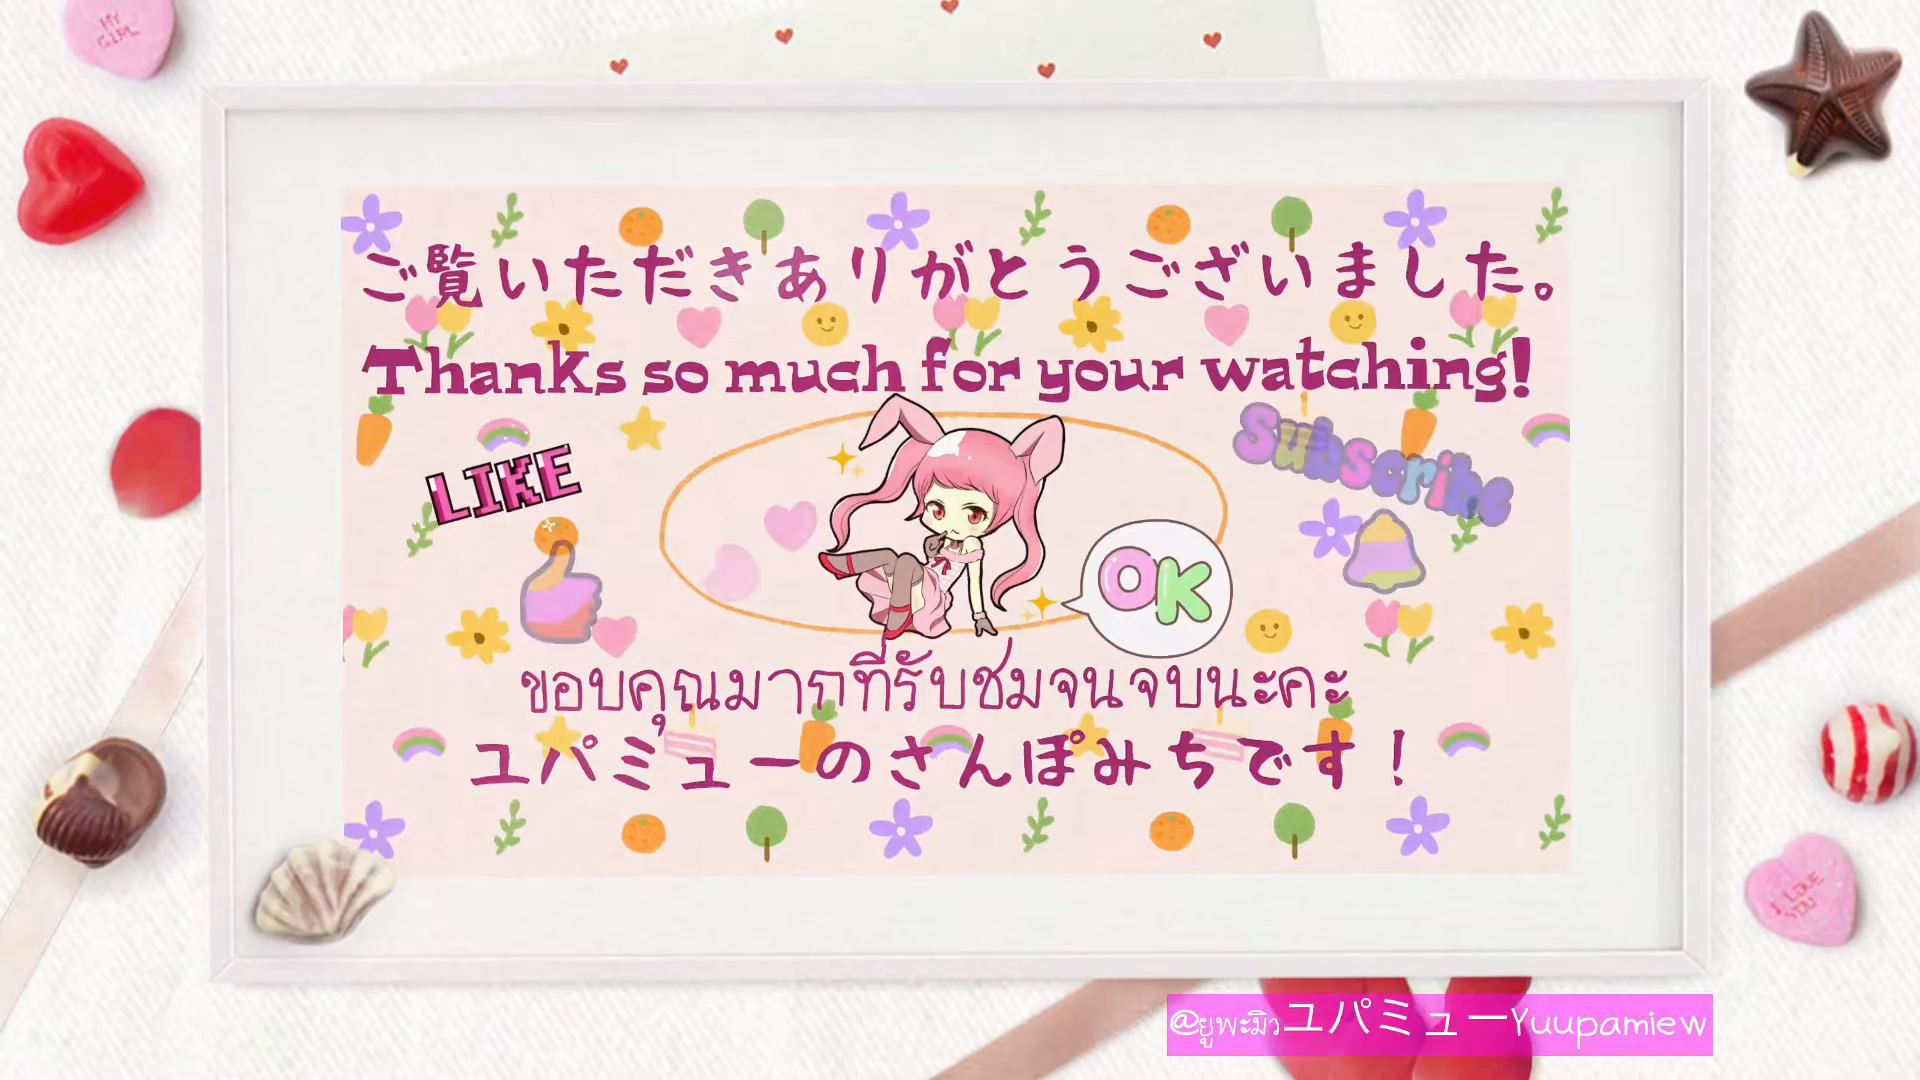 MY
GIRL
ご覧いただきありがとうございました。
Thanks so much for your watching!
LIKE
Subscribe
OK
ขอบคุณมากที่รับชมจนจบนะคะ
ユパミューのさんぽみちです！
I LOVE
YOU
@ยูพะมิวユパミューYuupamiew